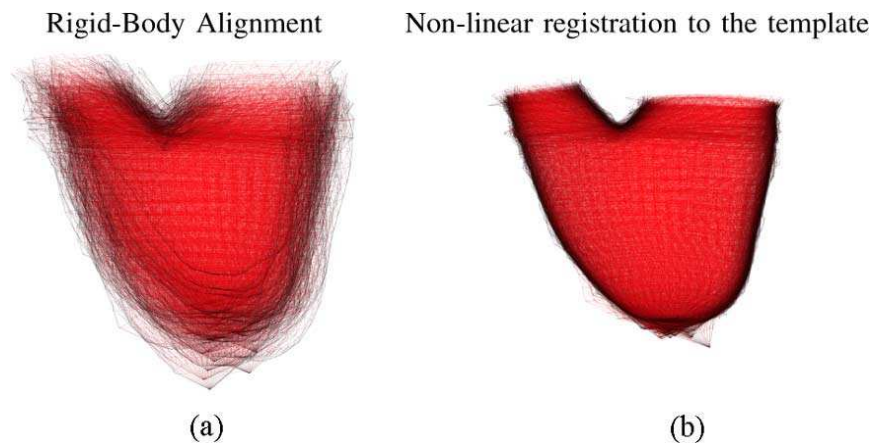 Rigid-Body Alignment
Non-linear registration to the template
(a)
(b)